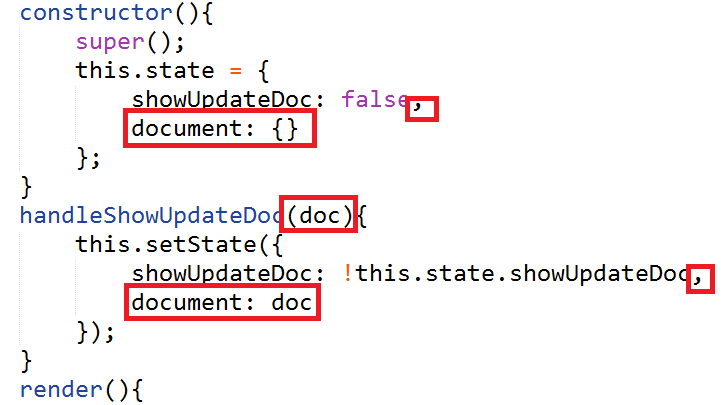 constructor(){
super();
this.state = {
showUpdateDoc: false,
document: {}
};
}
handleShowUpdateDoc(doc){
this.setState({
showUpdateDoc: !this.state.showUpdateDoc,
document: doc
});
}
render(){